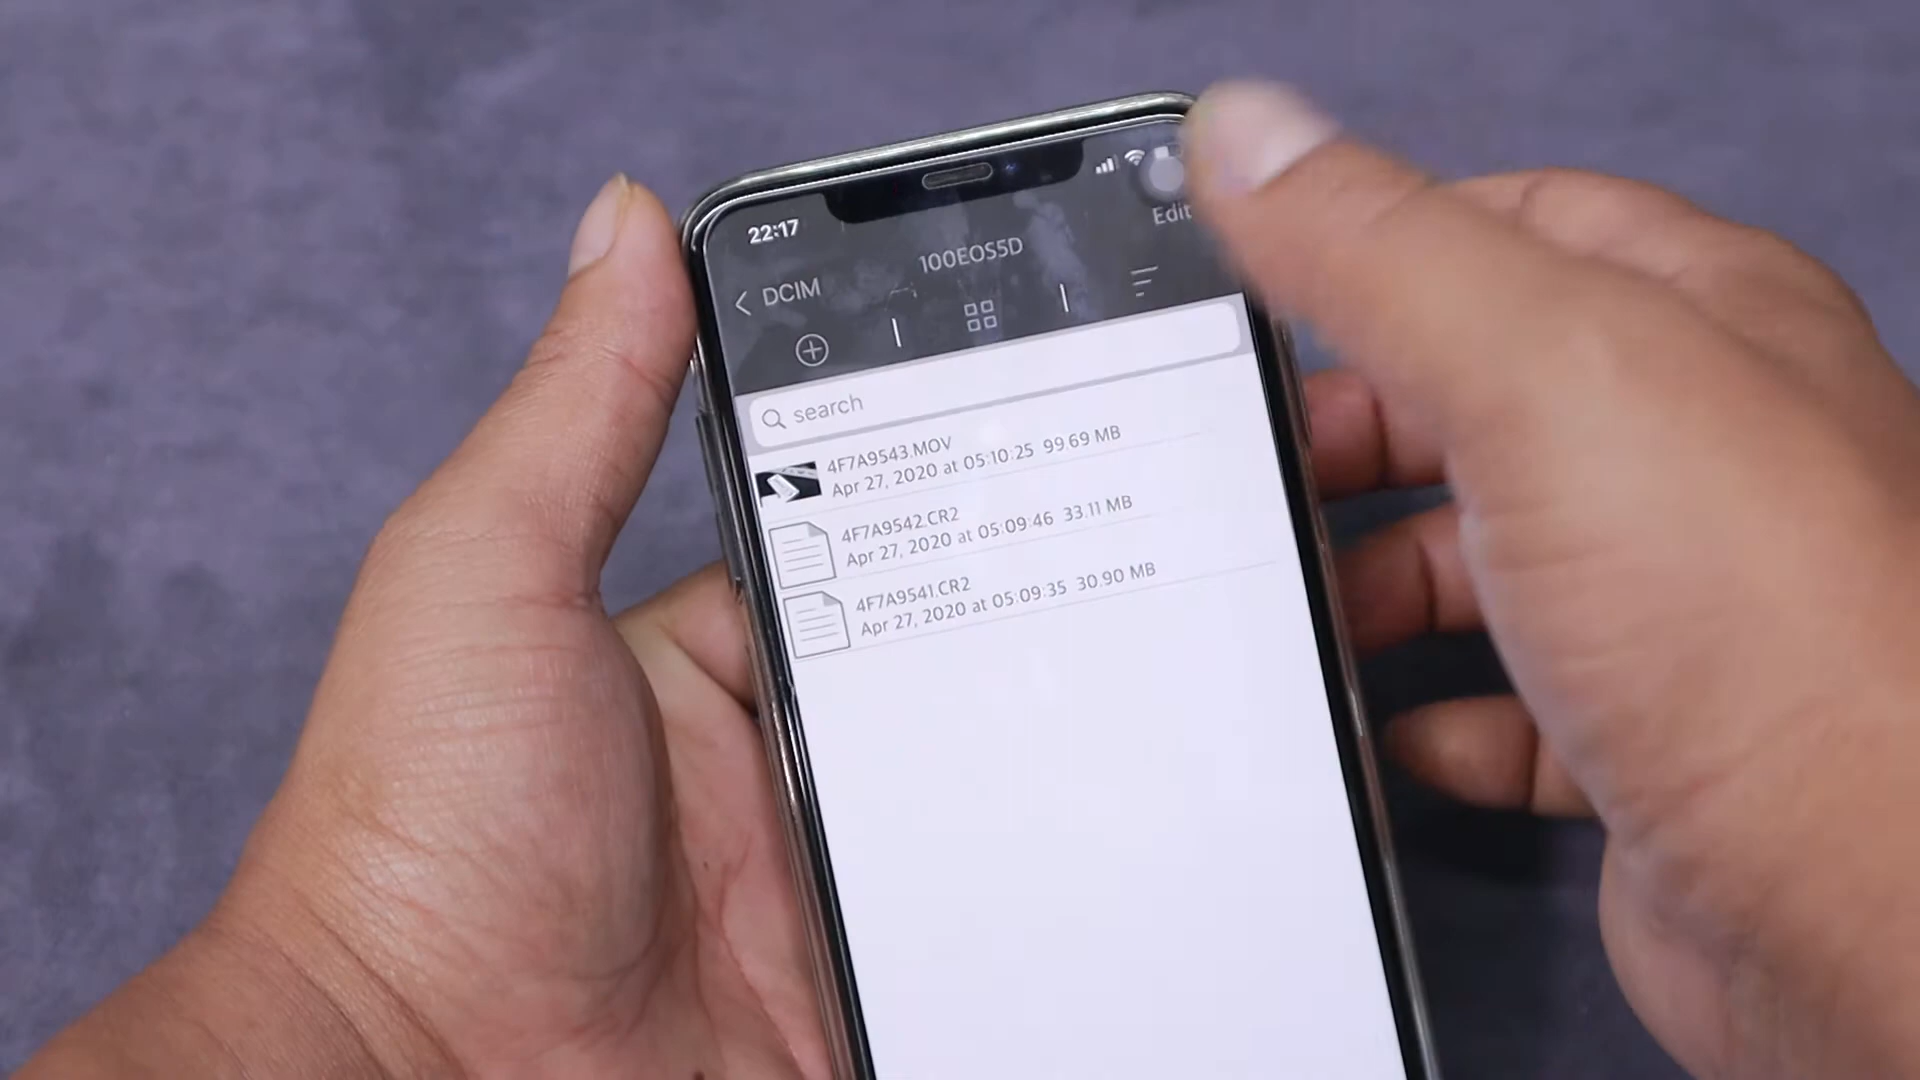 22:17
Edit
100EOS5D
DCIM
search
4F7A9543.MOV
Apr 27, 2020 at 05:10:25 99.69 MB
4F7A9542.CR2
Apr 27, 2020 at 05:09:46 33.11 MB
4F7A9541.CR2
Apr 27, 2020 at 05:09:35 30.90 MB